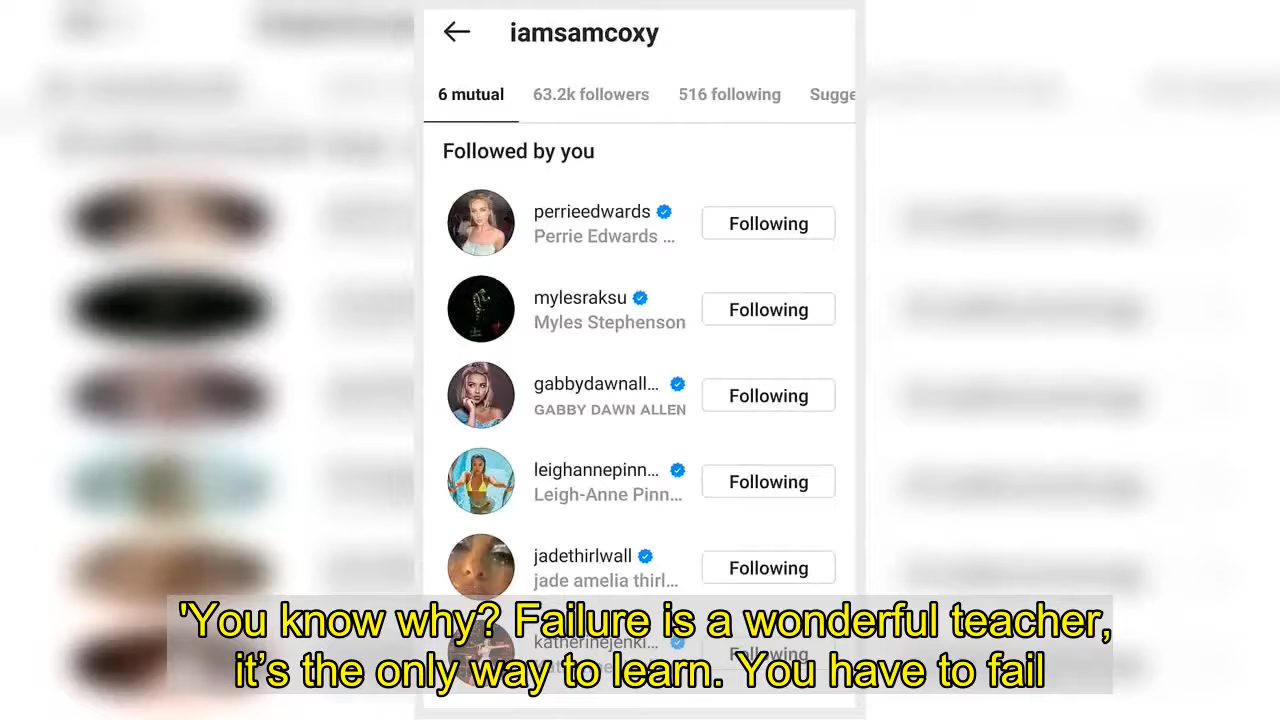 iamsamcoxy
6 mutual 63.2k followers 516 following Sugge
Followed by you
perrieedwards
Perrie Edwards ...
Following
mylesraksu
Myles Stephenson
Following
gabbydawnall...
GABBY DAWN ALLEN
Following
leighannepinn...
Leigh-Anne Pinn...
Following
jadethirlwall
jade amelia thirl...
Following
katherinejenki...
Following
'You know why? Failure is a wonderful teacher,
it’s the only way to learn. You have to fail